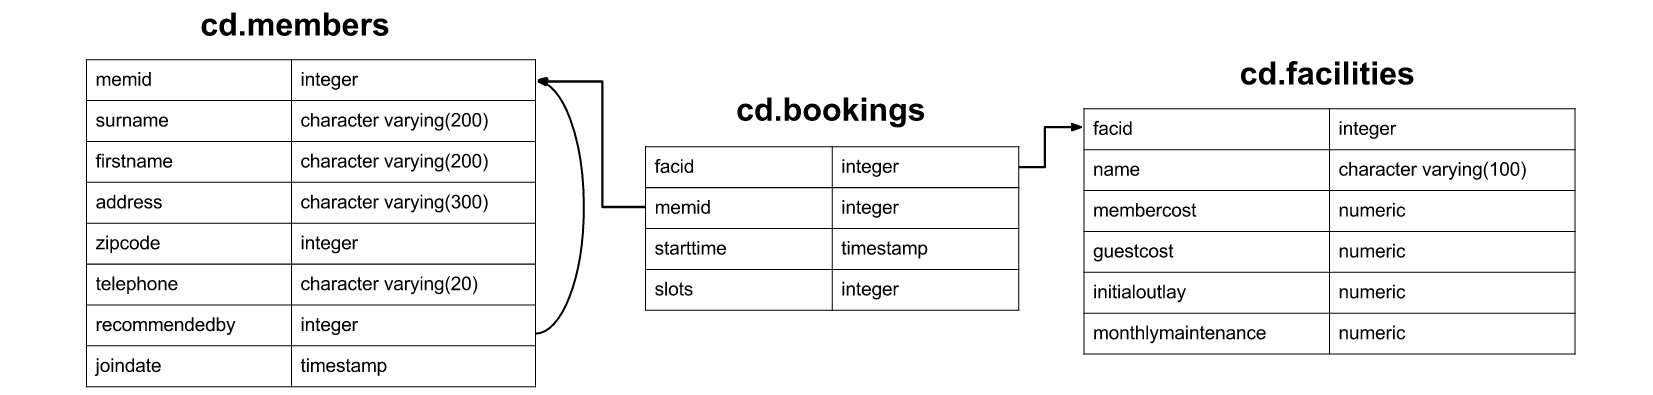 cd.members
memid integer
surname character varying(200)
firstname character varying(200)
address character varying(300)
zipcode integer
telephone character varying(20)
recommendedby integer
joindate timestamp
cd.bookings
facid integer
memid integer
starttime timestamp
slots integer
cd.facilities
facid integer
name character varying(100)
membercost numeric
guestcost numeric
initialoutlay numeric
monthlymaintenance numeric